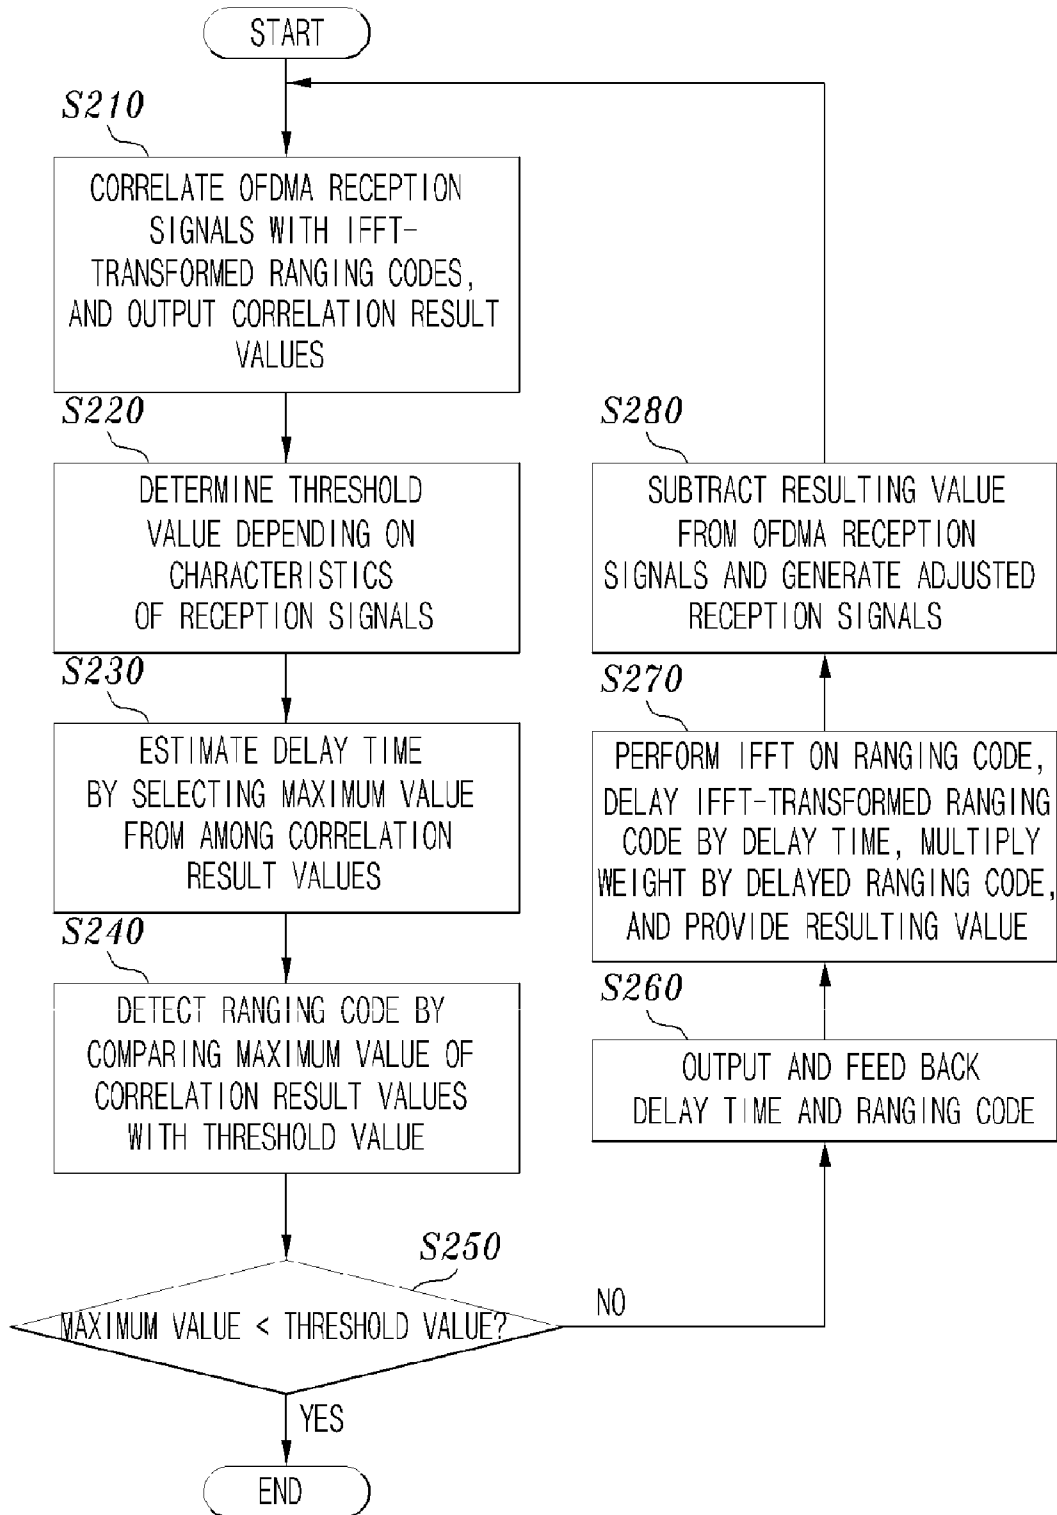 START
S210
CORRELATE OFDMA RECEPTION
SIGNALS WITH IFFT-
TRANSFORMED RANGING CODES,
AND OUTPUT CORRELATION RESULT
VALUES
S220
DETERMINE THRESHOLD
VALUE DEPENDING ON
CHARACTERISTICS
OF RECEPTION SIGNALS
S230
ESTIMATE DELAY TIME
BY SELECTING MAXIMUM VALUE
FROM AMONG CORRELATION
RESULT VALUES
S240
DETECT RANGING CODE BY
COMPARING MAXIMUM VALUE OF
CORRELATION RESULT VALUES
WITH THRESHOLD VALUE
S250
MAXIMUM VALUE < THRESHOLD VALUE?
NO
YES
END
S260
OUTPUT AND FEED BACK
DELAY TIME AND RANGING CODE
S270
PERFORM IFFT ON RANGING CODE,
DELAY IFFT-TRANSFORMED RANGING
CODE BY DELAY TIME, MULTIPLY
WEIGHT BY DELAYED RANGING CODE,
AND PROVIDE RESULTING VALUE
S280
SUBTRACT RESULTING VALUE
FROM OFDMA RECEPTION
SIGNALS AND GENERATE ADJUSTED
RECEPTION SIGNALS